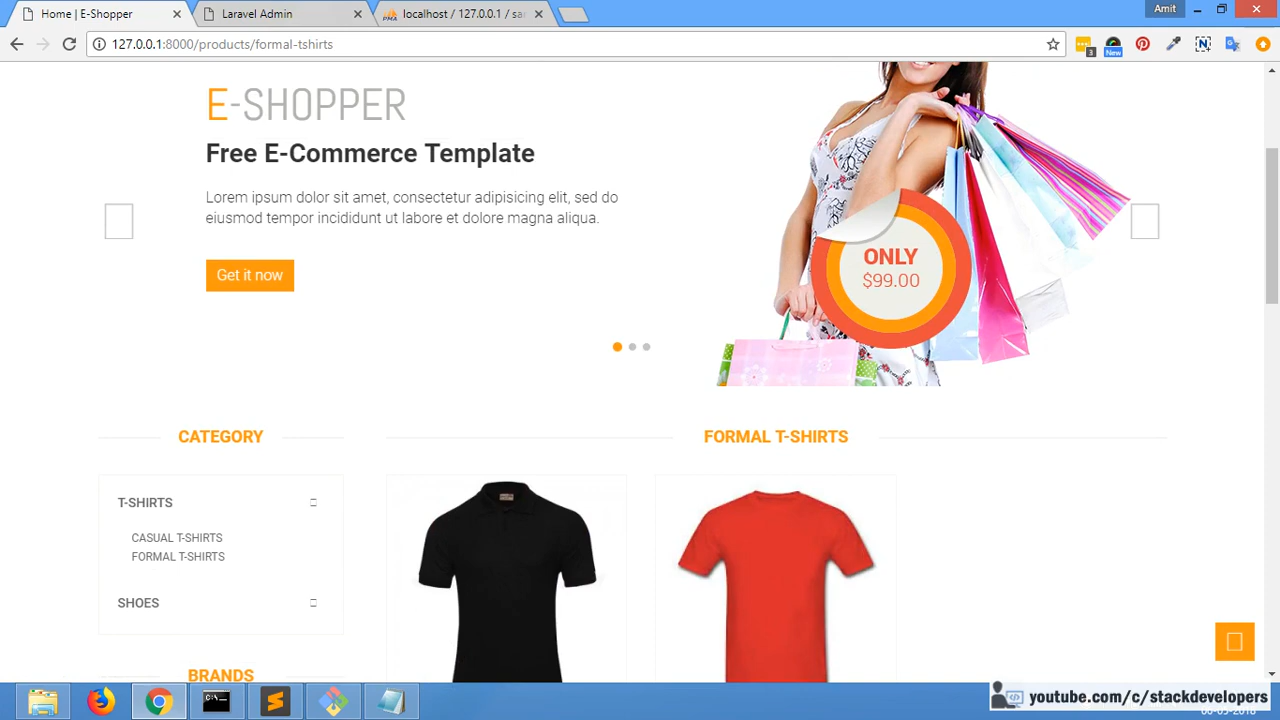 Home | E-Shopper
Laravel Admin
localhost / 127.0.0.1 / sa
Amit
127.0.0.1:8000/products/formal-tshirts
3
New
E-SHOPPER
Free E-Commerce Template
Lorem ipsum dolor sit amet, consectetur adipisicing elit, sed do
eiusmod tempor incididunt ut labore et dolore magna aliqua.
Get it now
ONLY
$99.00
CATEGORY
FORMAL T-SHIRTS
T-SHIRTS
CASUAL T-SHIRTS
FORMAL T-SHIRTS
SHOES
BRANDS
youtube.com/c/stackdevelopers